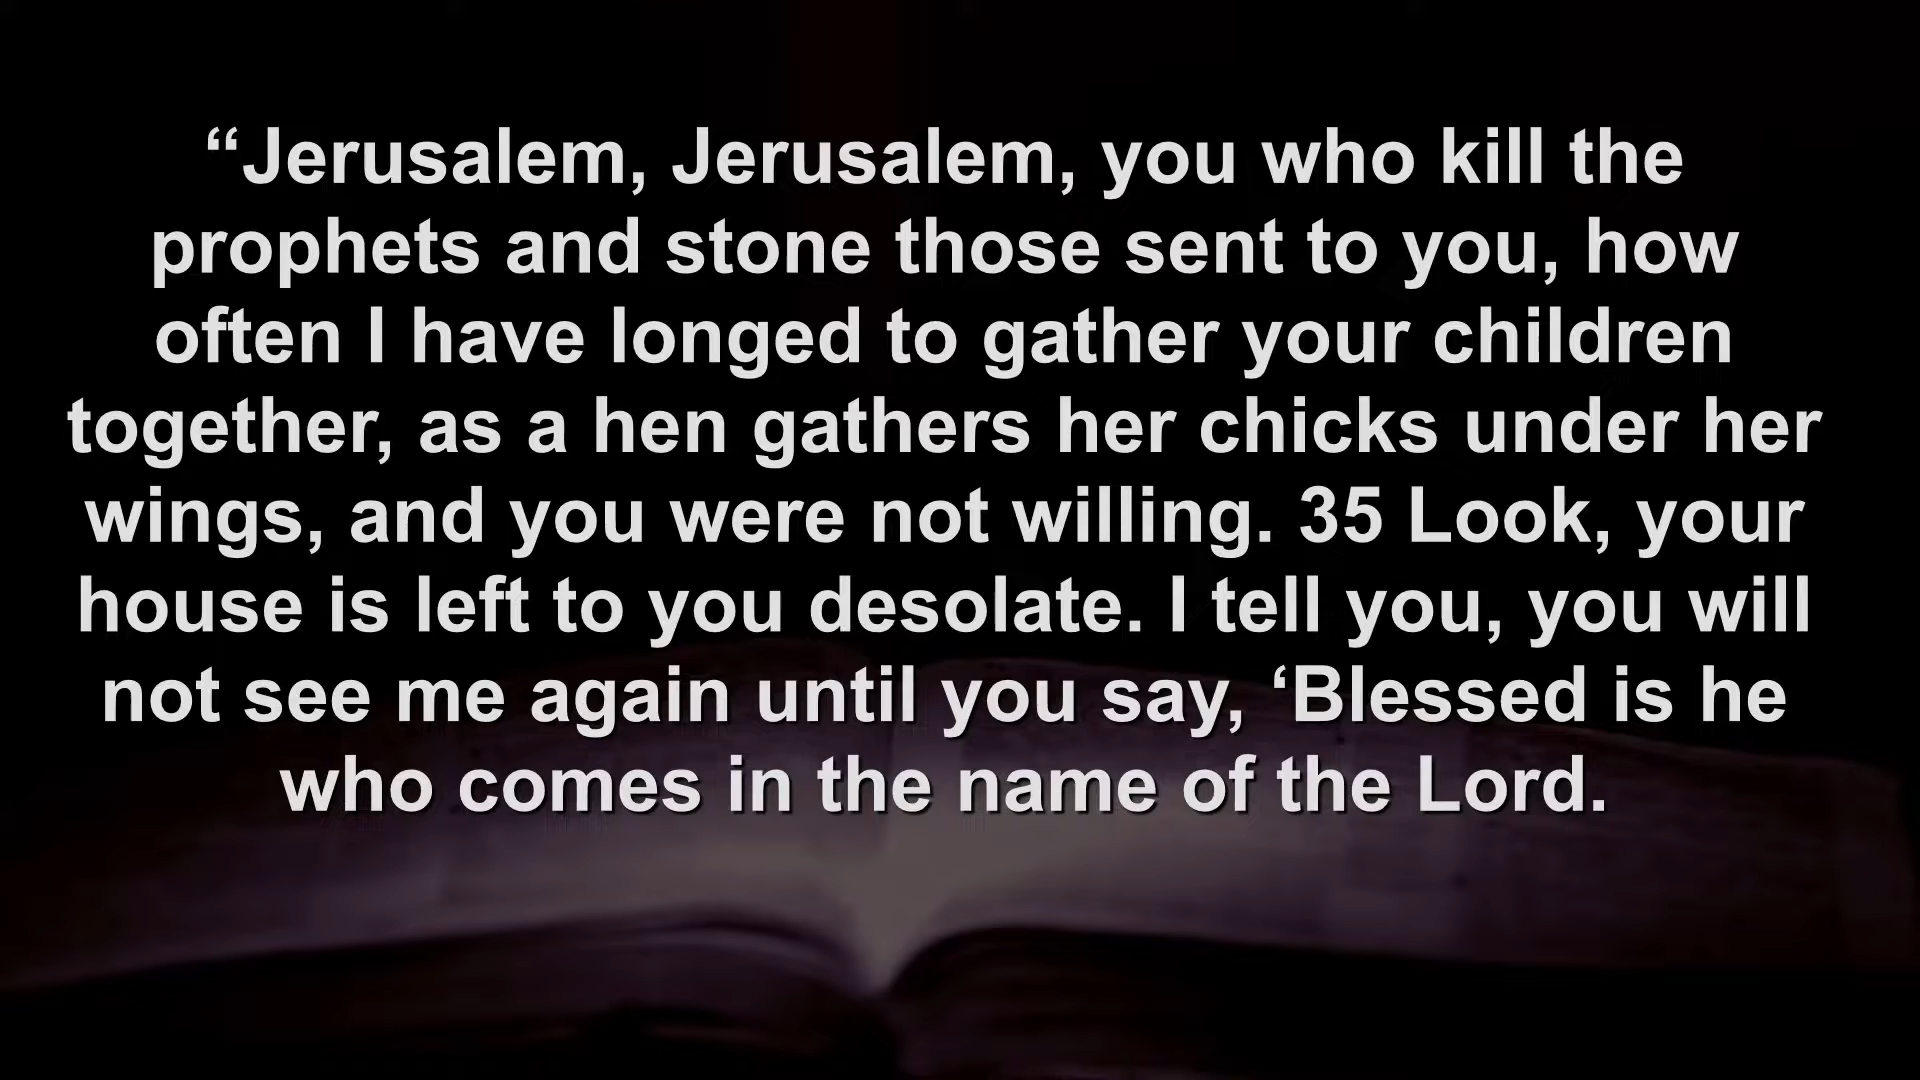 “Jerusalem, Jerusalem, you who kill the
prophets and stone those sent to you, how
often I have longed to gather your children
together, as a hen gathers her chicks under her
wings, and you were not willing. 35 Look, your
house is left to you desolate. I tell you, you will
not see me again until you say, ‘Blessed is he
who comes in the name of the Lord.